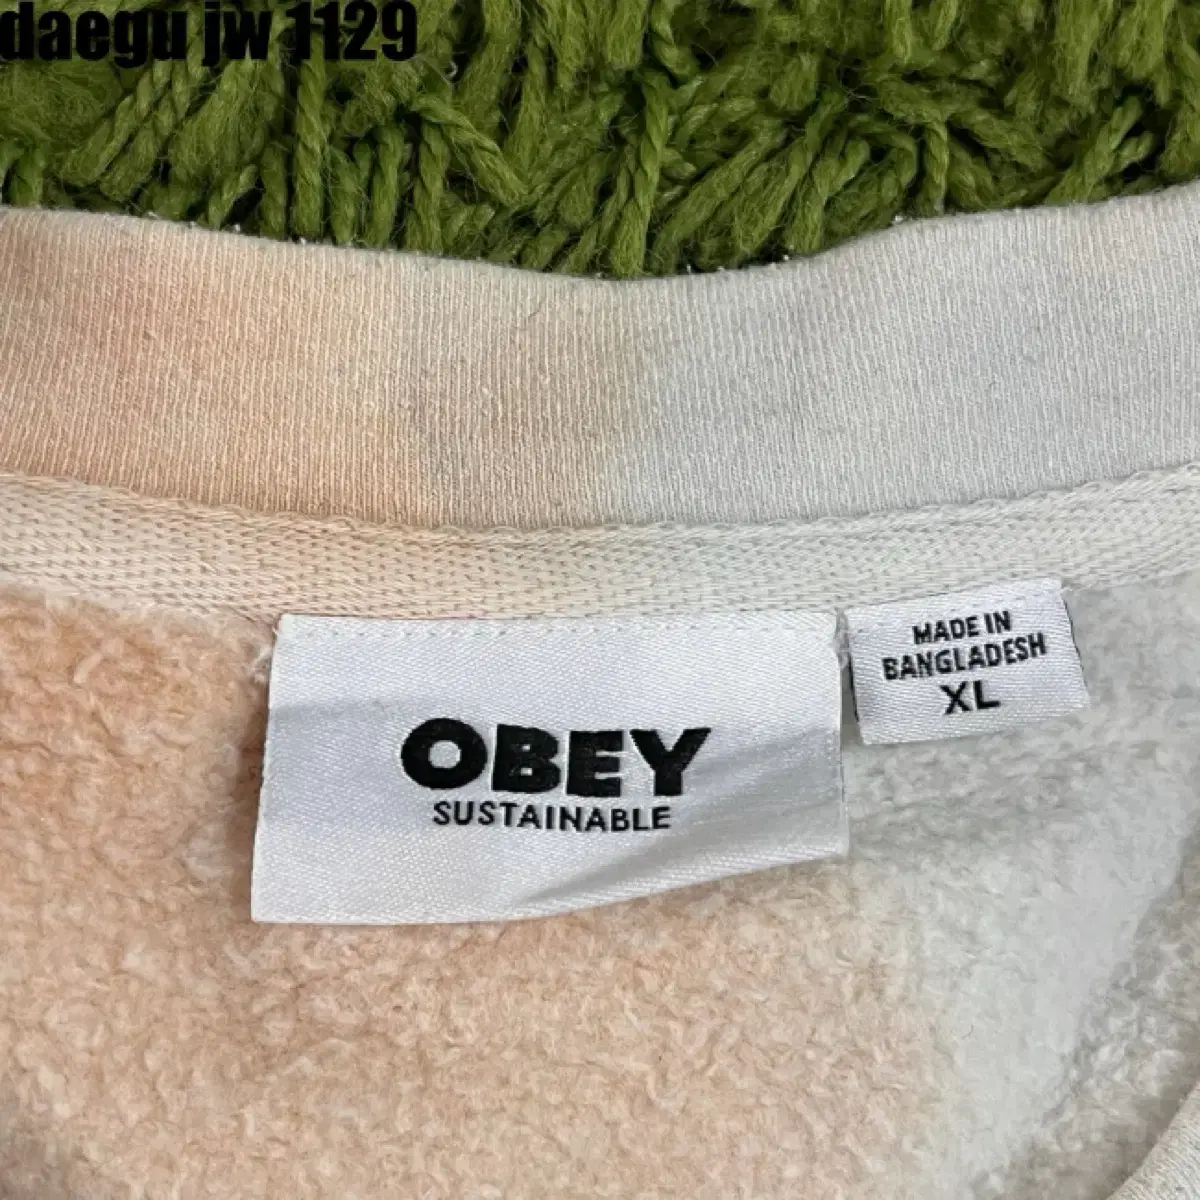 daegu jw 1129
MADE IN
BANGLADESH
XL
OBEY
SUSTAINABLE